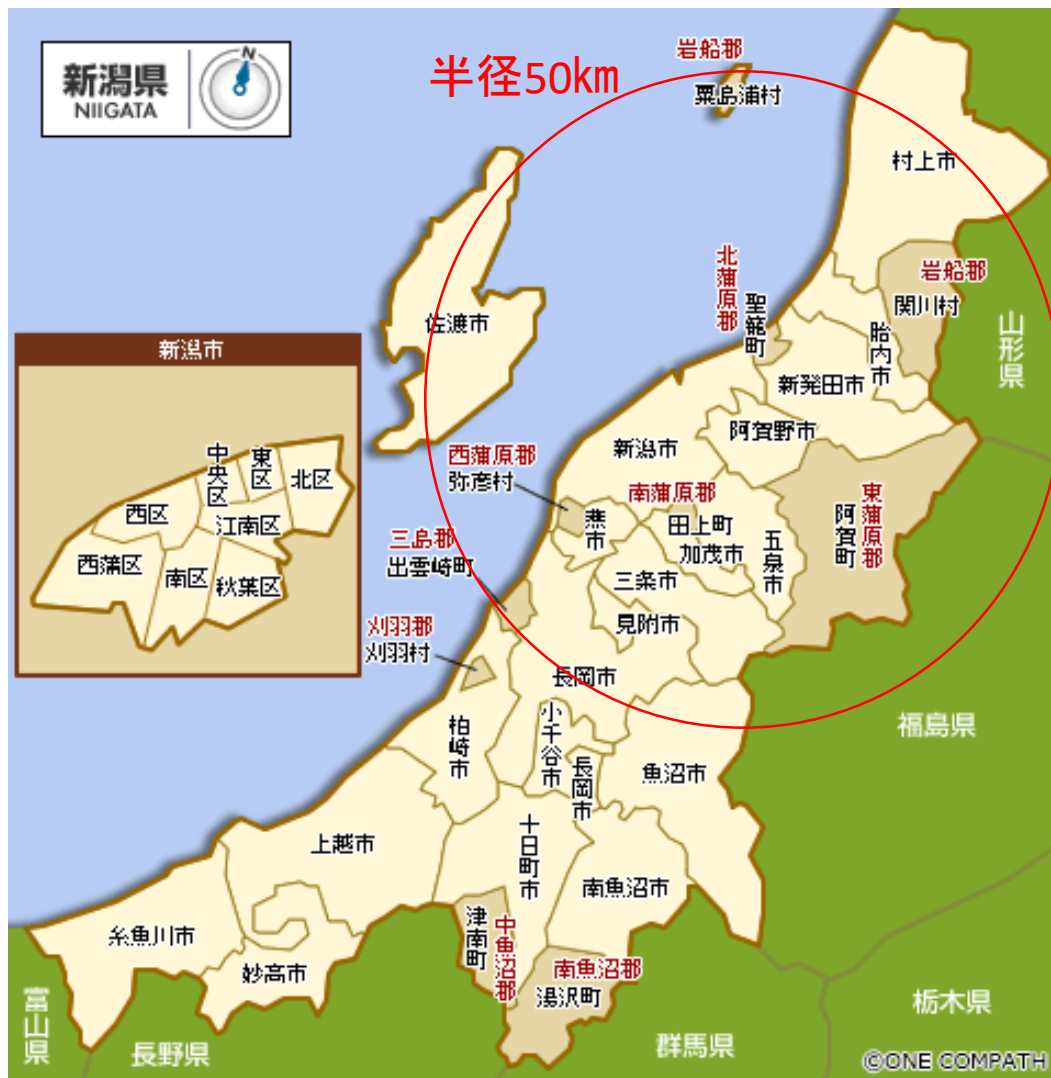 新潟県
NIIGATA
N
半径50㎞
岩船郡
粟島浦村
村上市
北蒲原郡
聖籠町
岩船郡
関川村
胎内市
山形県
佐渡市
新発田市
新潟市
阿賀野市
西蒲原郡
弥彦村
南蒲原郡
田上町
加茂市
燕市
五泉市
東蒲原郡
阿賀町
三島郡
出雲崎町
三条市
見附市
刈羽郡
刈羽村
長岡市
柏崎市
小千谷市
長岡市
魚沼市
福島県
上越市
十日町市
南魚沼市
糸魚川市
妙高市
津南町
中魚沼郡
南魚沼郡
湯沢町
富山県
長野県
群馬県
栃木県
新潟市
中央区
東区
北区
西区
江南区
西蒲区
南区
秋葉区
©ONE COMPATH